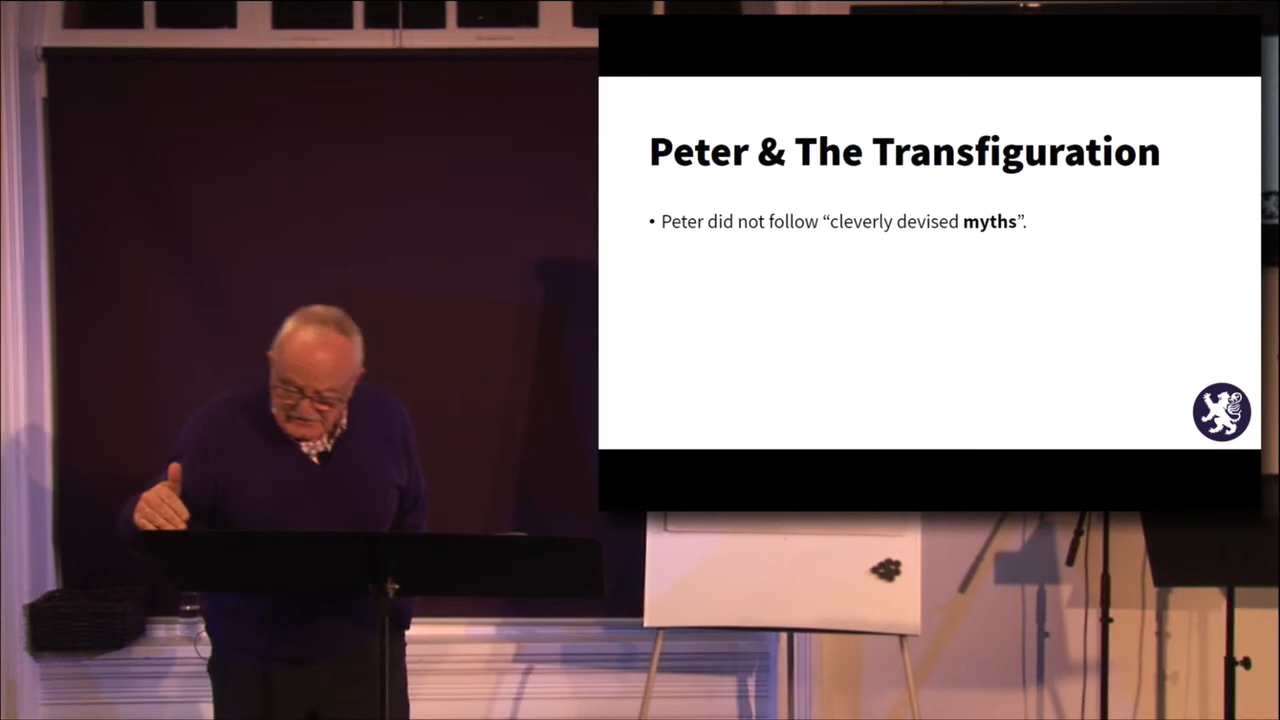 Peter & The Transfiguration
• Peter did not follow “cleverly devised myths”.